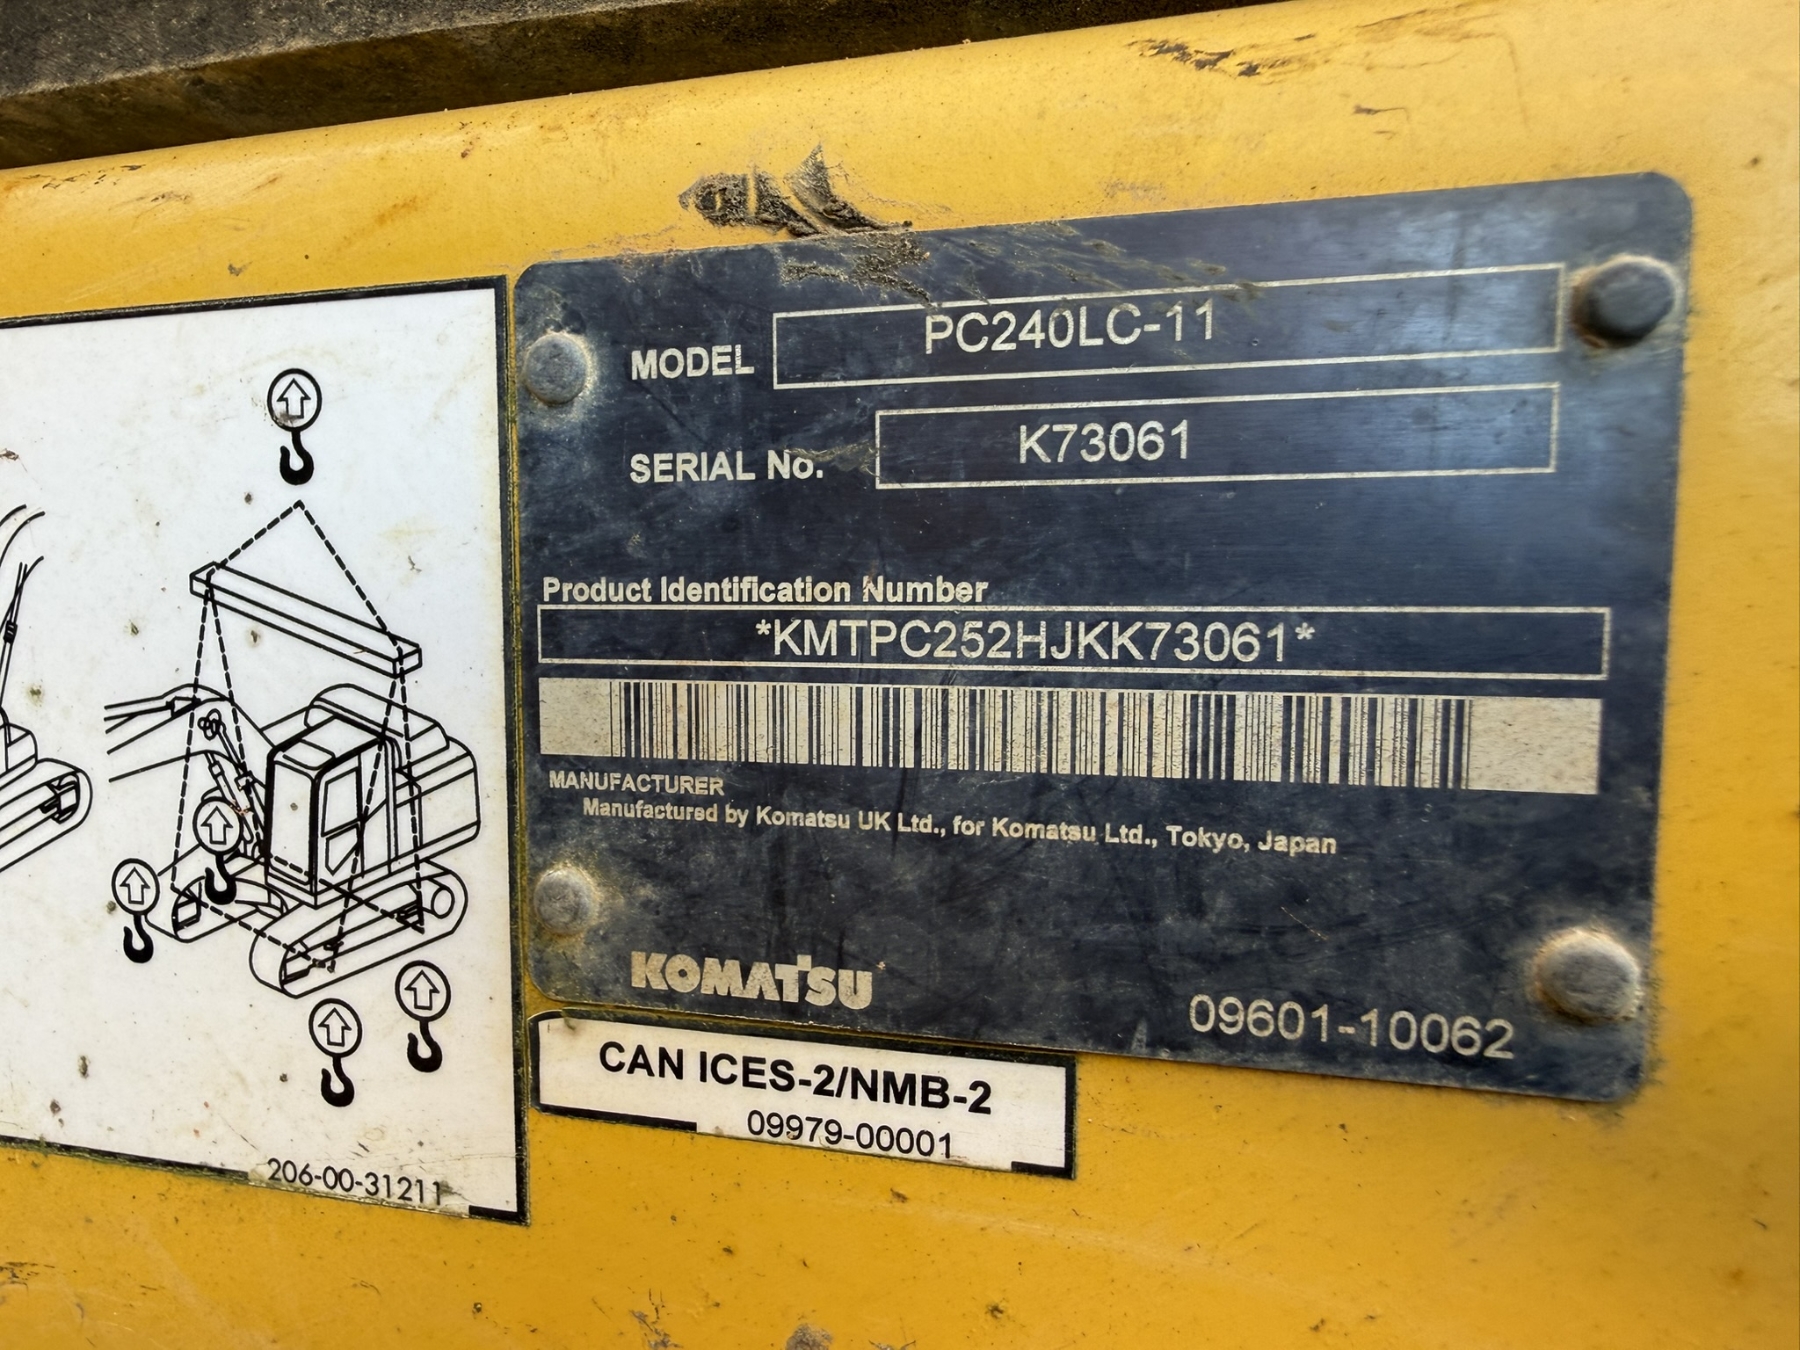 MODEL PC240LC-11
SERIAL No. K73061
Product Identification Number
*KMTPC252HJKK73061*
MANUFACTURER
Manufactured by Komatsu UK Ltd., for Komatsu Ltd., Tokyo, Japan
KOMATSU
09601-10062
CAN ICES-2/NMB-2
09979-00001
206-00-31211